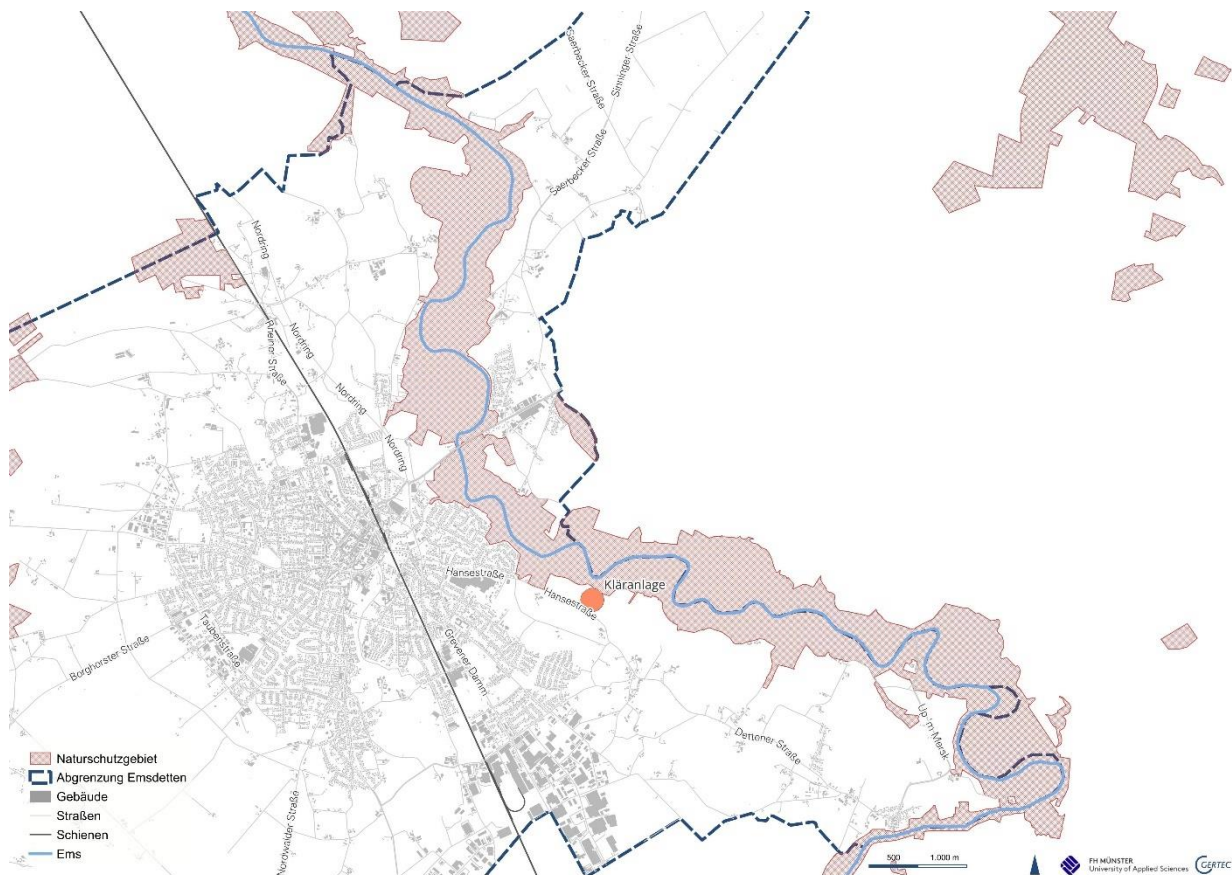 Saerbecker Straße
Sinninger Straße
Saerbecker Straße
Nordring
Rheiner Straße
Nordring
Nordring
Nordring
Kläranlage
Hansestraße
Hansestraße
Taubenstraße
Borghorster Straße
Grevener Damm
Up 'm Mersk
Dettener Straße
Nordwalder Straße
Naturschutzgebiet
Abgrenzung Emsdetten
Gebäude
Straßen
Schienen
Ems
500 1.000 m
FH MÜNSTER
University of Applied Sciences
GERTEC